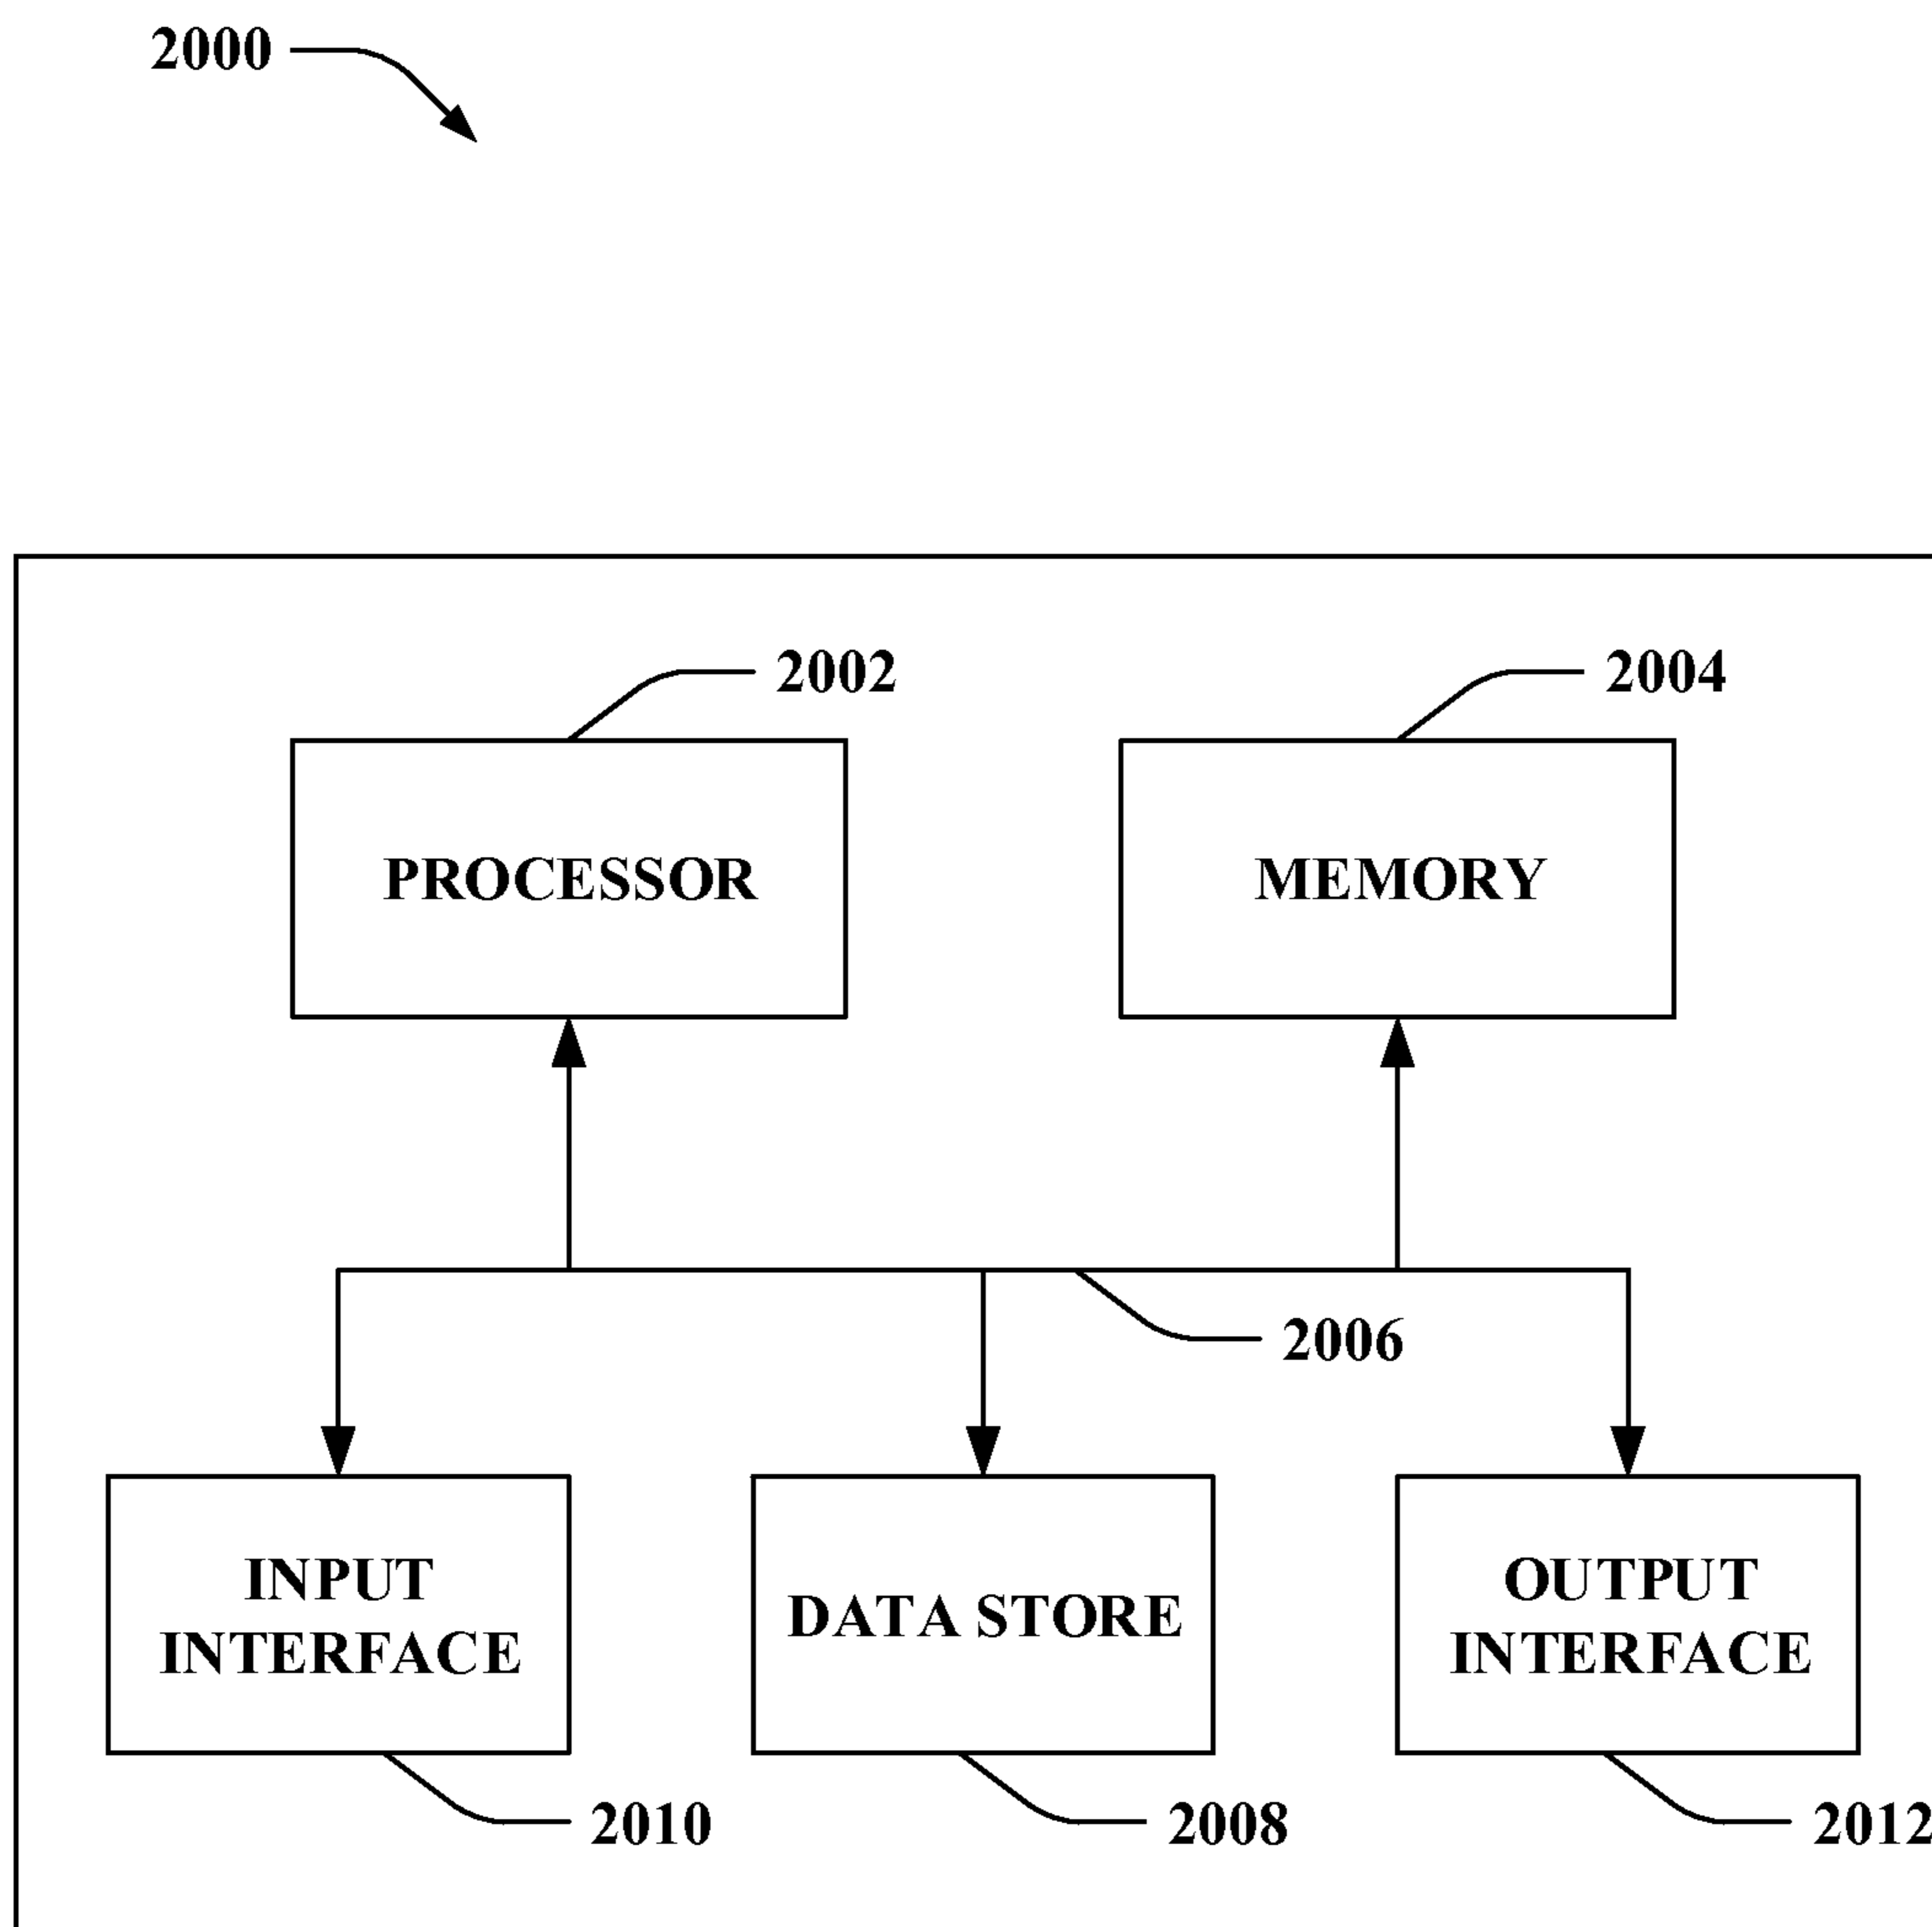 2000
2002
2004
PROCESSOR
MEMORY
2006
INPUT
INTERFACE
DATA STORE
OUTPUT
INTERFACE
2010
2008
2012